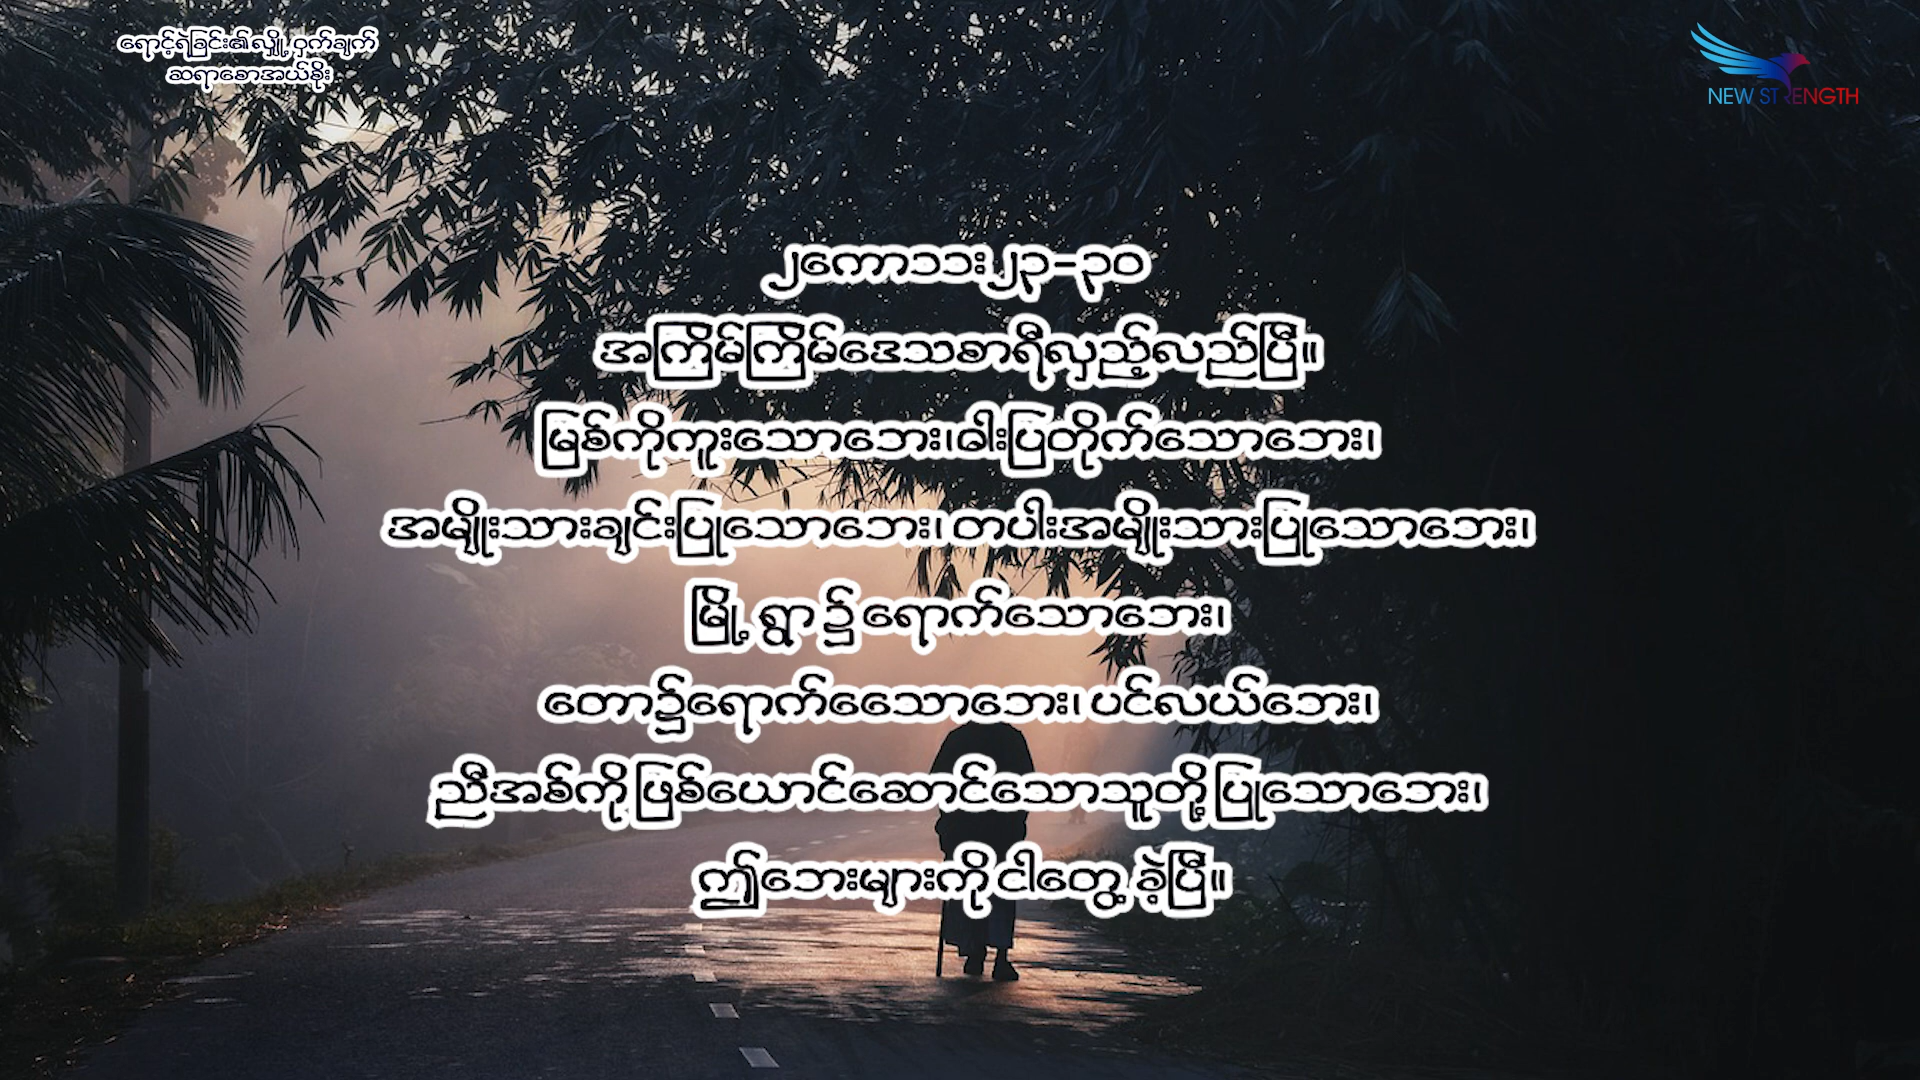 ရောင့်ရဲခြင်း၏လျှို့ဝှက်ချက်
ဆရာစောအယ်စိုး
NEW STRENGTH
၂ကော၁၁း၂၃-၃၀
အကြိမ်ကြိမ်ဒေသစာရီလှည့်လည်ပြီ။
မြစ်ကိုကူးသောဘေး၊ဓါးပြတိုက်သောဘေး၊
အမျိုးသားချင်းပြုသောဘေး၊ တပါးအမျိုးသားပြုသောဘေး၊
မြို့ ရွာ ၌ ရောက်သောဘေး၊
တော၌ရောက်သောဘေး၊ ပင်လယ်ဘေး၊
ညီအစ်ကို ဖြစ်ယောင်ဆောင်သောသူတို့ ပြုသောဘေး၊
ဤဘေးများကို ငါတွေ့ ခဲ့ပြီ။